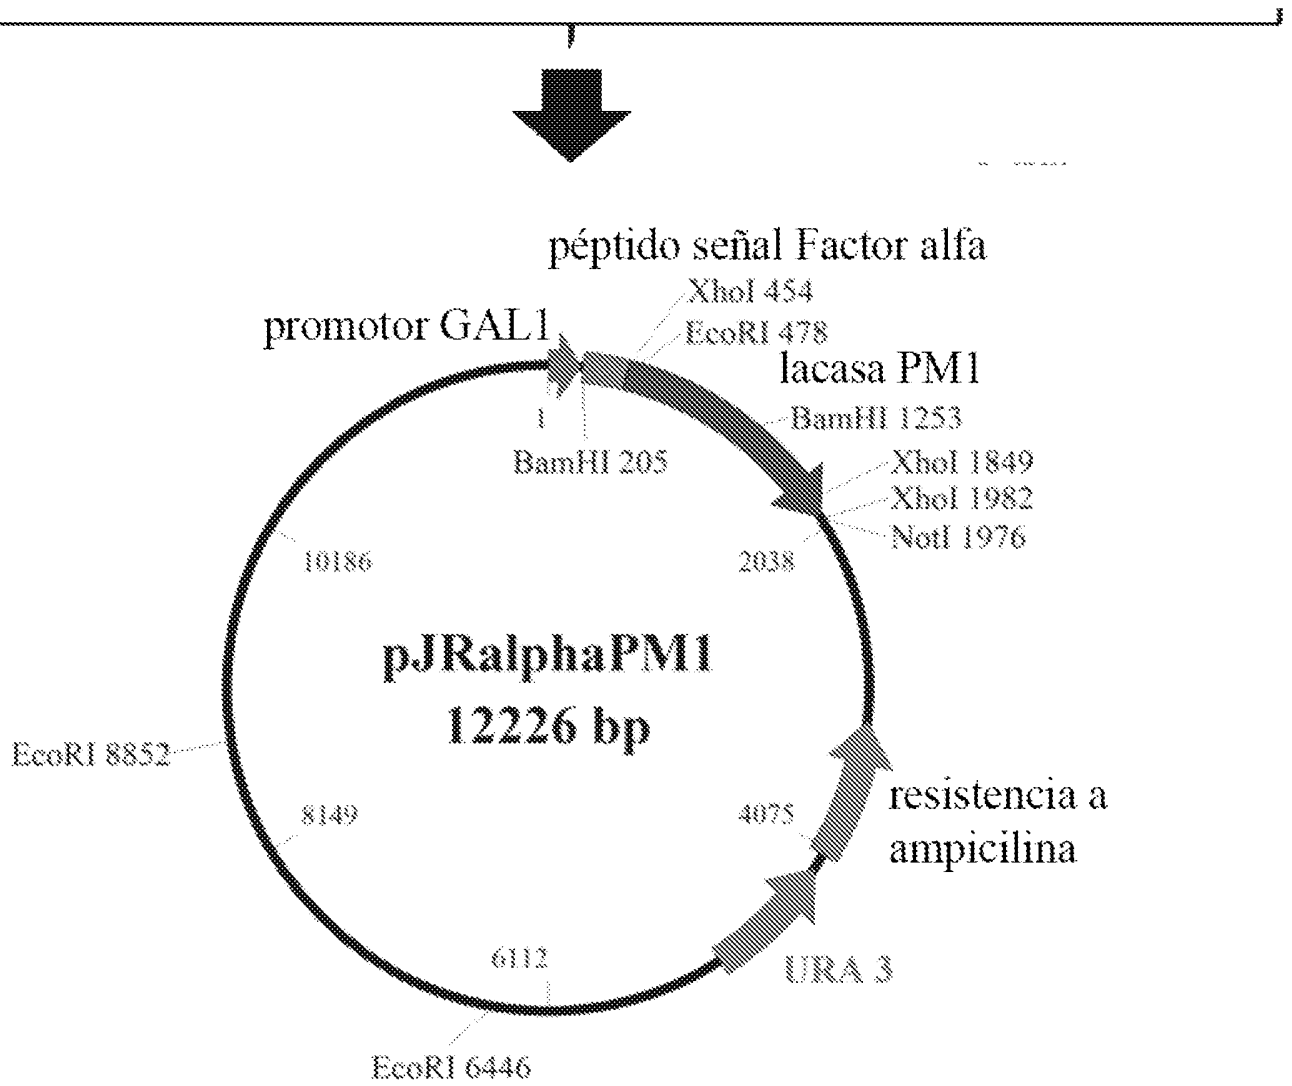 péptido señal Factor alfa
XhoI 454
promotor GAL1
EcoRI 478
lacasa PM1
1
BamHI 1253
BamHI 205
XhoI 1849
XhoI 1982
NotI 1976
10186
2038
pJRalphaPM1
12226 bp
EcoRI 8852
8149
4075
resistencia a
ampicilina
6112
URA 3
EcoRI 6446